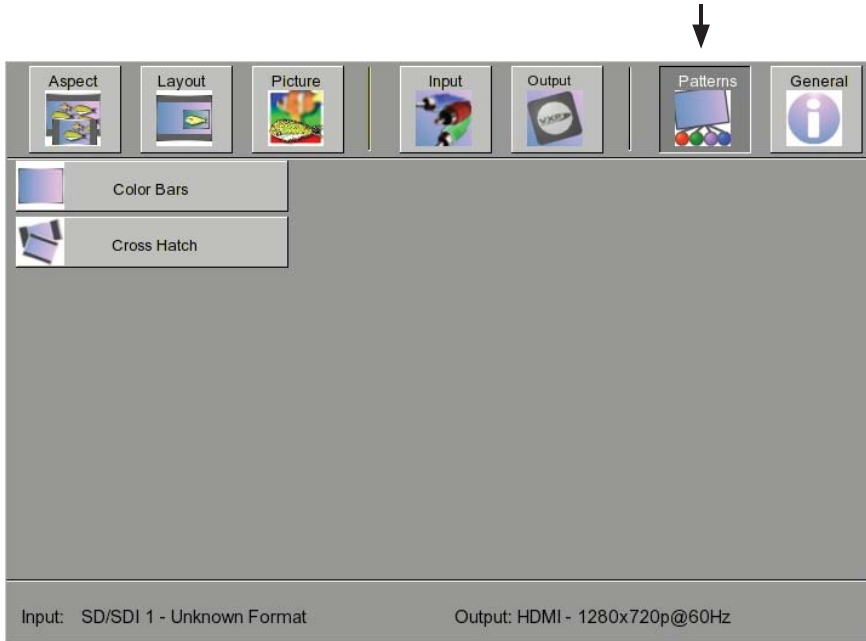 Aspect Layout Picture Input Output Patterns General
VXP
Color Bars
Cross Hatch
Input: SD/SDI 1 - Unknown Format Output: HDMI - 1280x720p@60Hz